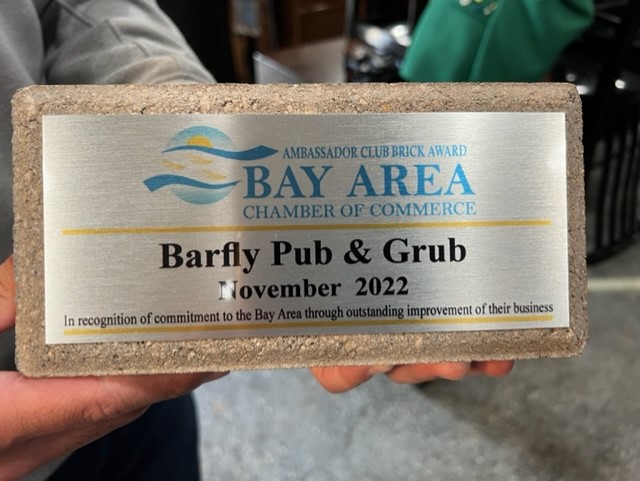 AMBASSADOR CLUB BRICK AWARD
BAY AREA
CHAMBER OF COMMERCE
Barfly Pub & Grub
November 2022
In recognition of commitment to the Bay Area through outstanding improvement of their business